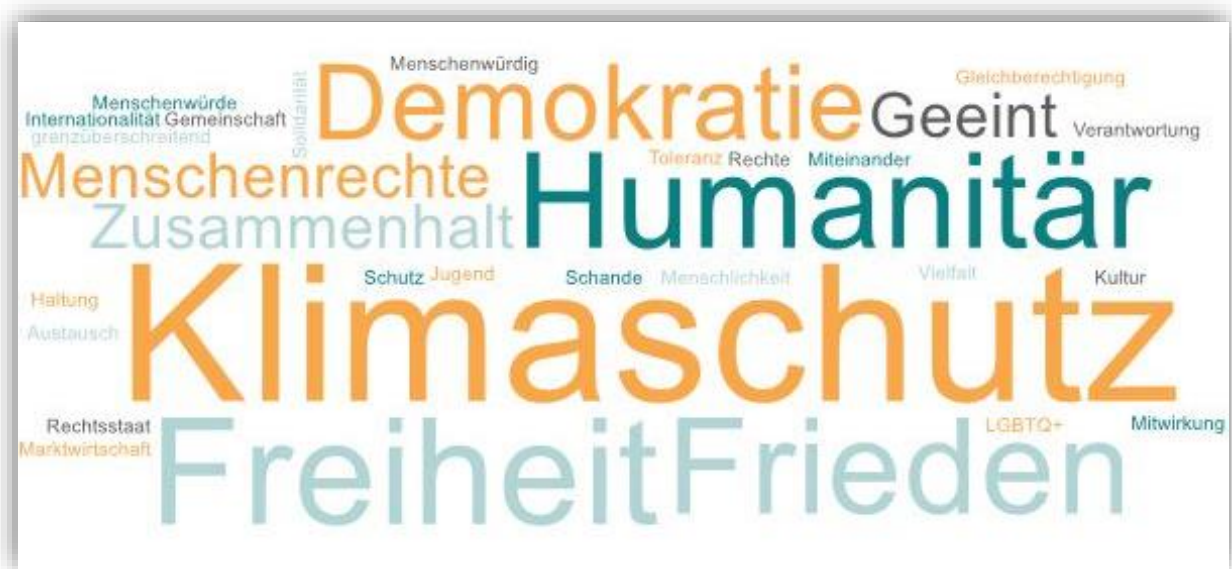 Menschenwürdig
Demokratie
Gleichberechtigung
Menschenwürde
Solidarität
Internationalität Gemeinschaft
Geeint
Verantwortung
grenzüberschreitend
Menschenrechte
Toleranz Rechte Miteinander
Humanitär
Zusammenhalt
Schutz Jugend Schande Menschlichkeit Vielfalt Kultur
Haltung
Klimaschutz
Austausch
Rechtsstaat
LGBTQ+ Mitwirkung
Marktwirtschaft
Freiheit Frieden